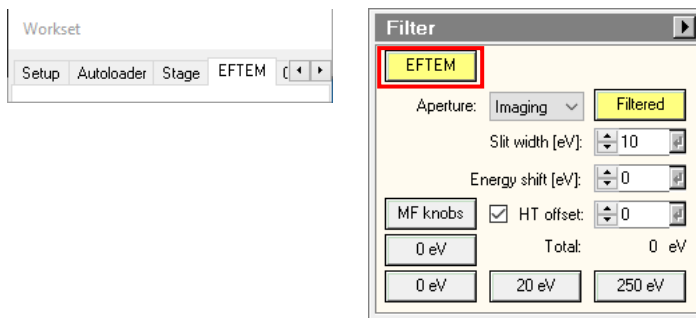 Workset
Setup Autoloader Stage EFTEM
Filter
EFTEM
Aperture: Imaging Filtered
Slit width [eV]: 10
Energy shift [eV]: 0
MF knobs HT offset: 0
0 eV Total: 0 eV
0 eV 20 eV 250 eV